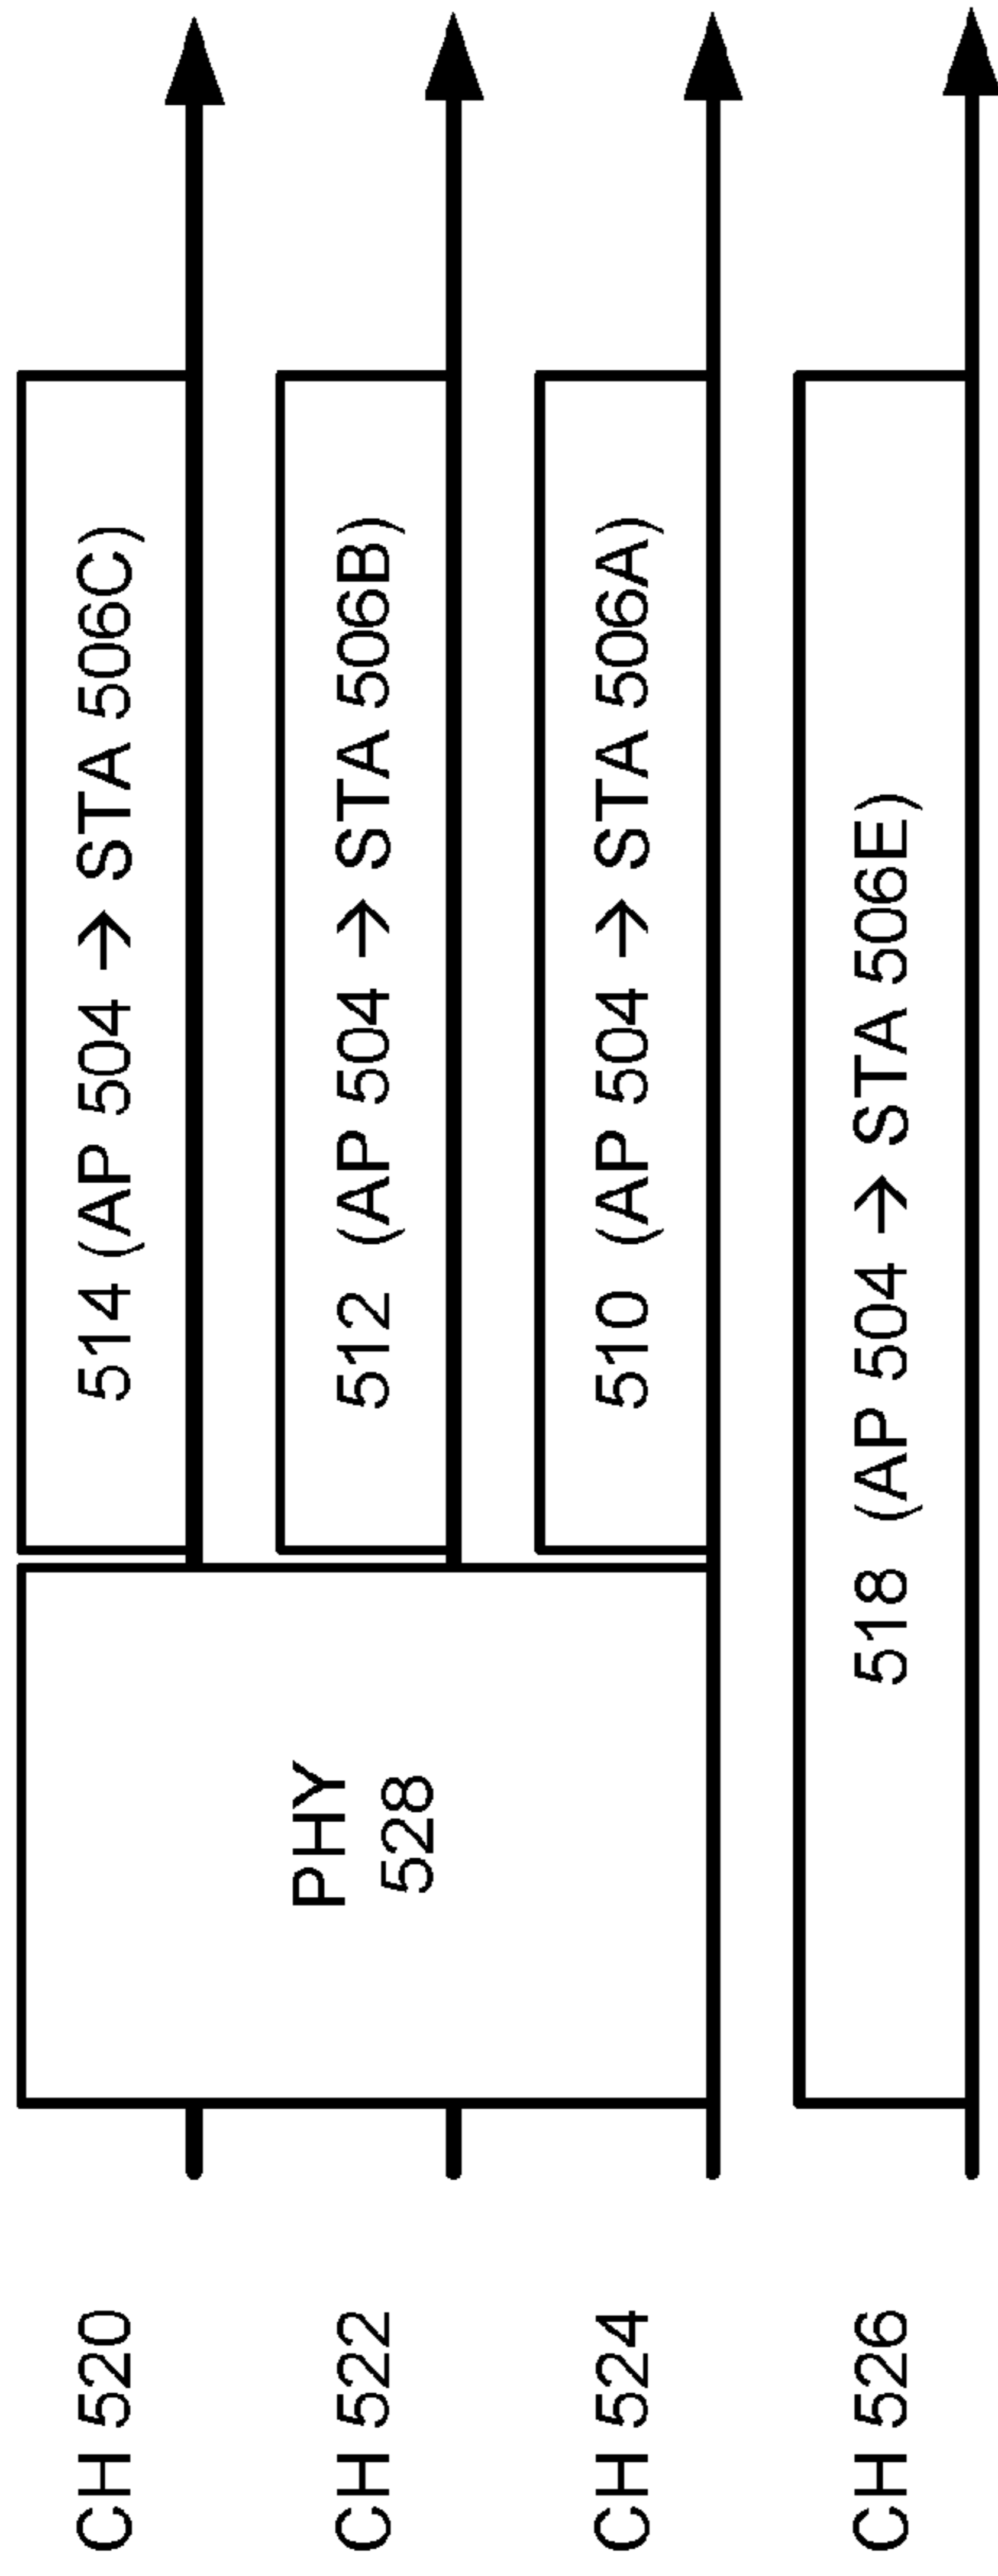 CH 520
514 (AP 504 → STA 506C)
CH 522
512 (AP 504 → STA 506B)
PHY
528
CH 524
510 (AP 504 → STA 506A)
CH 526
518 (AP 504 → STA 506E)